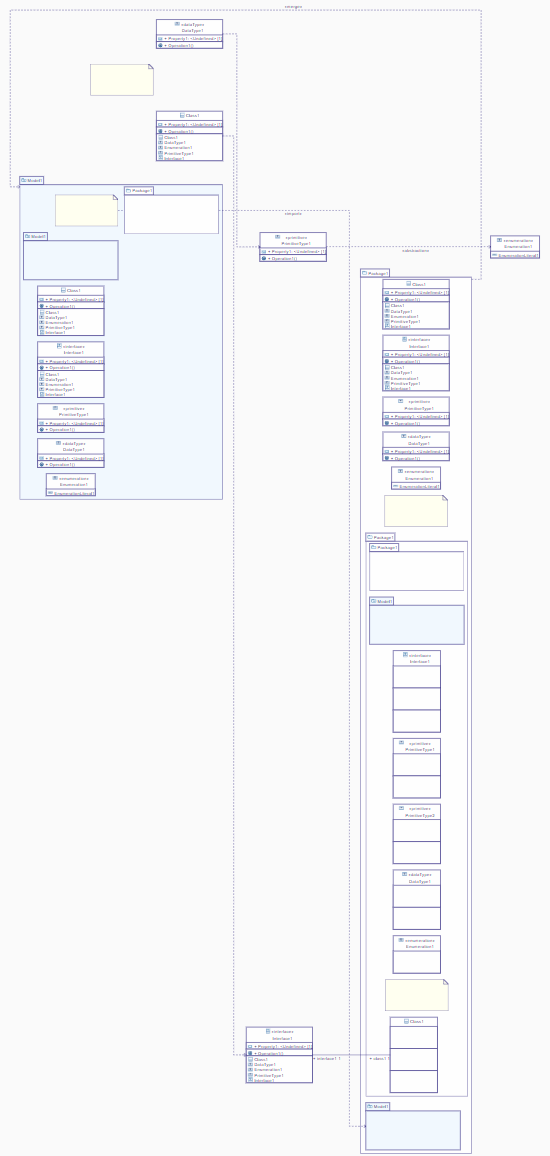 «dataType»
DataType1
+ Property1: <Undefined> [1]
+ Operation1()
Class1
+ Property1: <Undefined> [1]
+ Operation1()
Class1
DataType1
Enumeration1
PrimitiveType1
Interface1
Model1
Package1
Model1
Class1
+ Property1: <Undefined> [1]
+ Operation1()
Class1
DataType1
Enumeration1
PrimitiveType1
Interface1
«interface»
Interface1
+ Property1: <Undefined> [1]
+ Operation1()
Class1
DataType1
Enumeration1
PrimitiveType1
Interface1
«primitive»
PrimitiveType1
+ Property1: <Undefined> [1]
+ Operation1()
«dataType»
DataType1
+ Property1: <Undefined> [1]
+ Operation1()
«enumeration»
Enumeration1
EnumerationLiteral1
«primitive»
PrimitiveType1
+ Property1: <Undefined> [1]
+ Operation1()
«enumeration»
Enumeration1
EnumerationLiteral1
Package1
Class1
+ Property1: <Undefined> [1]
+ Operation1()
Class1
DataType1
Enumeration1
PrimitiveType1
Interface1
«interface»
Interface1
+ Property1: <Undefined> [1]
+ Operation1()
Class1
DataType1
Enumeration1
PrimitiveType1
Interface1
«primitive»
PrimitiveType1
+ Property1: <Undefined> [1]
+ Operation1()
«dataType»
DataType1
+ Property1: <Undefined> [1]
+ Operation1()
«enumeration»
Enumeration1
EnumerationLiteral1
Package1
Package1
Model1
«interface»
Interface1
«primitive»
PrimitiveType1
«primitive»
PrimitiveType2
«dataType»
DataType1
«enumeration»
Enumeration1
Class1
«interface»
Interface1
+ Property1: <Undefined> [1]
+ Operation1()
Class1
DataType1
Enumeration1
PrimitiveType1
Interface1
+ interface1 1
+ class1
Model1